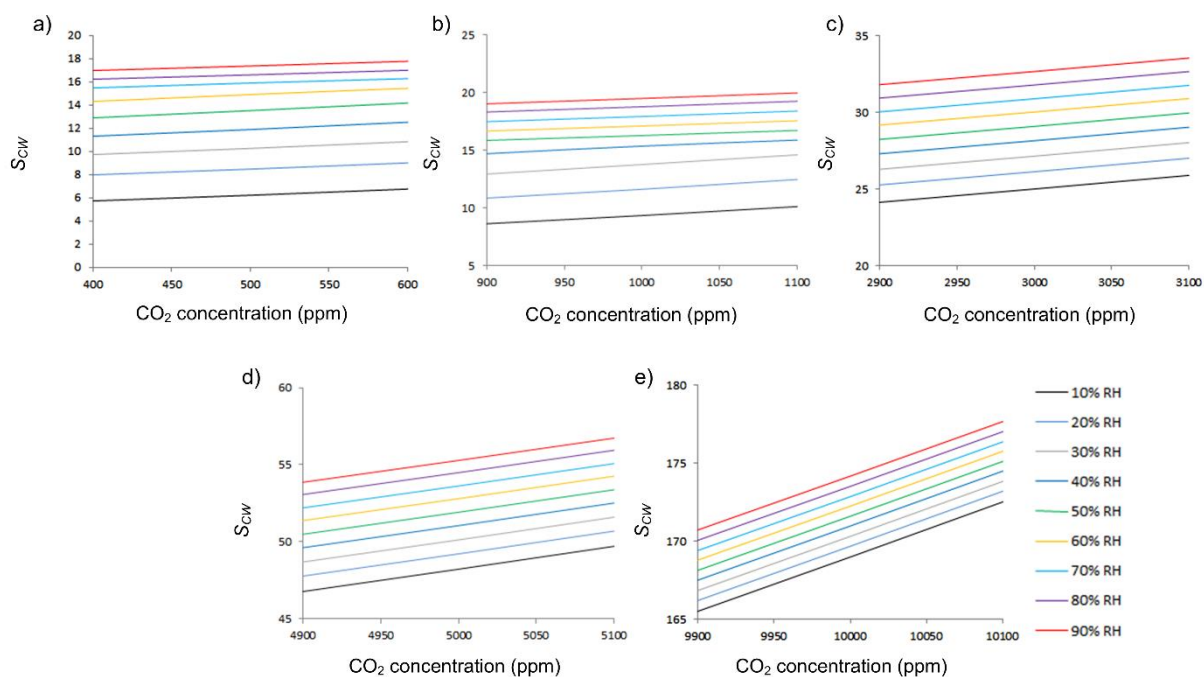 a)
20
18
16
14
12
10
8
6
4
2
0
S_CW
400 450 500 550 600
CO₂ concentration (ppm)
b)
25
20
15
10
5
S_CW
900 950 1000 1050 1100
CO₂ concentration (ppm)
c)
35
30
25
20
S_CW
2900 2950 3000 3050 3100
CO₂ concentration (ppm)
d)
60
55
50
45
S_CW
4900 4950 5000 5050 5100
CO₂ concentration (ppm)
e)
180
175
170
165
S_CW
9900 9950 10000 10050 10100
CO₂ concentration (ppm)
10% RH
20% RH
30% RH
40% RH
50% RH
60% RH
70% RH
80% RH
90% RH